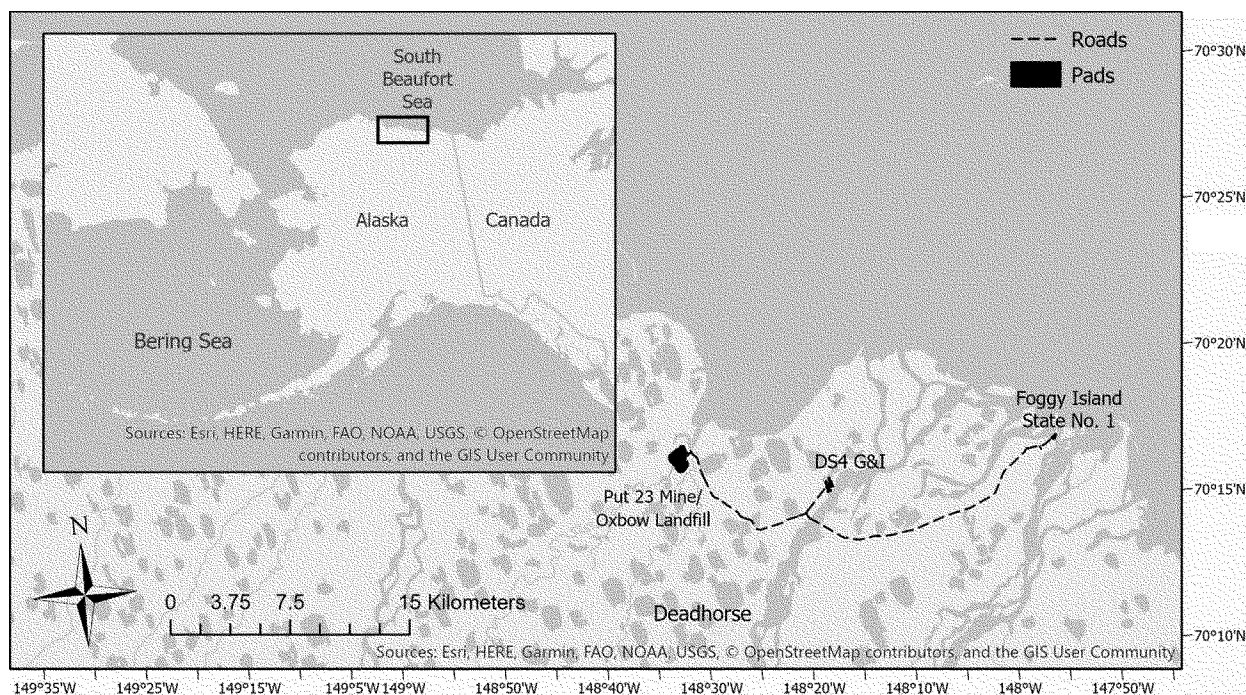 South
Beaufort
Sea
Alaska
Canada
Bering Sea
Sources: Esri, HERE, Garmin, FAO, NOAA, USGS, © OpenStreetMap
contributors, and the GIS User Community
Roads
Pads
70°30'N
70°25'N
70°20'N
70°15'N
70°10'N
Foggy Island
State No. 1
DS4 G&I
Put 23 Mine/
Oxbow Landfill
Deadhorse
N
0 3.75 7.5 15 Kilometers
Sources: Esri, HERE, Garmin, FAO, NOAA, USGS, © OpenStreetMap contributors, and the GIS User Community
149°35'W 149°25'W 149°15'W 149°5'W 149°W 148°50'W 148°40'W 148°30'W 148°20'W 148°10'W 148°W 147°50'W